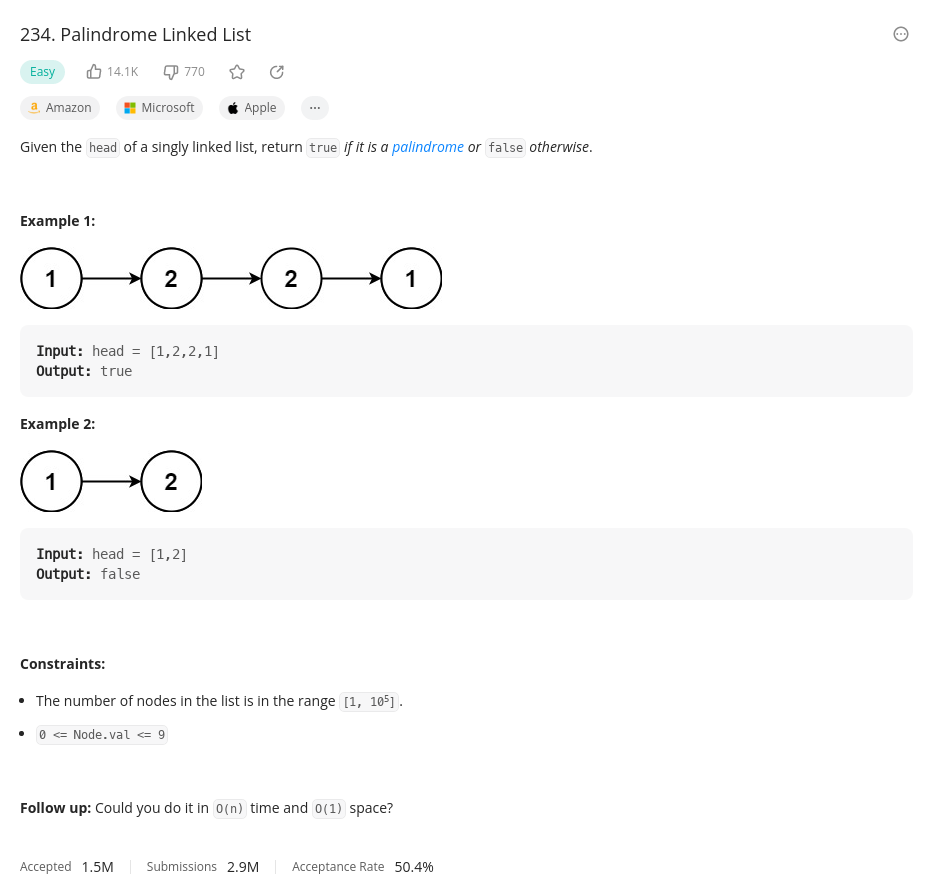 234. Palindrome Linked List
Easy 14.1K 770
Amazon Microsoft Apple ...
Given the head of a singly linked list, return true if it is a palindrome or false otherwise.
Example 1:
1 2 2 1
Input: head = [1,2,2,1]
Output: true
Example 2:
1 2
Input: head = [1,2]
Output: false
Constraints:
• The number of nodes in the list is in the range [1, 10⁵].
• 0 <= Node.val <= 9
Follow up: Could you do it in O(n) time and O(1) space?
Accepted 1.5M Submissions 2.9M Acceptance Rate 50.4%